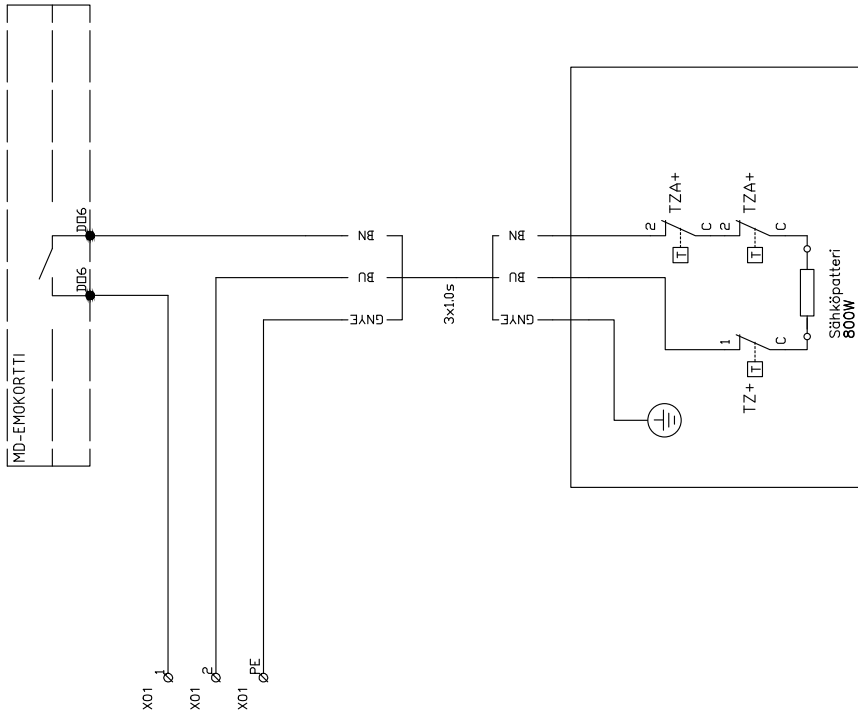 MD-EMOKORTTI
DO6
DO6
BN
BU
GNYE
3x1.0s
BN
BU
GNYE
X01 1
X01 2
X01 PE
2
TZA+
T
C
2
TZA+
T
C
1
TZ+
T
C
Sähköpatteri
800W